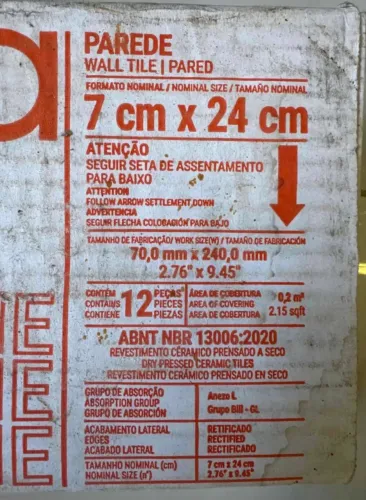 PAREDE
WALL TILE | PARED
FORMATO NOMINAL / NOMINAL SIZE / TAMAÑO NOMINAL
7 cm x 24 cm
ATENÇÃO
SEGUIR SETA DE ASSENTAMENTO
PARA BAIXO
ATTENTION
FOLLOW ARROW SETTLEMENT DOWN
ADVERTENCIA
SEGUIR FLECHA COLOCACIÓN PARA BAJO
TAMANHO DE FABRICAÇÃO/ WORK SIZE(W) / TAMAÑO DE FABRICACIÓN
70,0 mm x 240,0 mm
2.76" x 9.45"
CONTÉM
CONTAINS
CONTIENE
12
PEÇAS
PIECES
PIEZAS
ÁREA DE COBERTURA
AREA OF COVERING
ÁREA DE COBERTURA
0,2 m²
2.15 sqft
ABNT NBR 13006:2020
REVESTIMENTO CERÂMICO PRENSADO A SECO
DRY PRESSED CERAMIC TILES
REVESTIMENTO CERÁMICO PRENSADO EN SECO
GRUPO DE ABSORÇÃO
ABSORPTION GROUP
GRUPO DE ABSORCIÓN
Anexo L
Grupo BIII - GL
ACABAMENTO LATERAL
EDGES
ACABADO LATERAL
RETIFICADO
RECTIFIED
RECTIFICADO
TAMANHO NOMINAL (cm)
NOMINAL SIZE (n°)
7 cm x 24 cm
2.76" x 9.45"